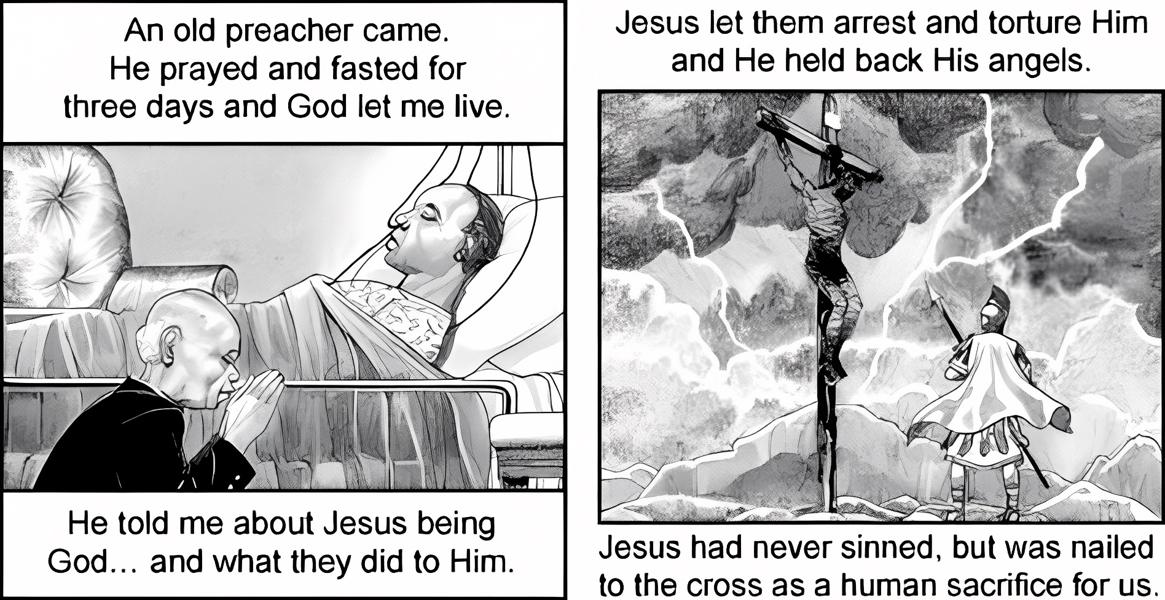 An old preacher came.
He prayed and fasted for
three days and God let me live.
He told me about Jesus being
God... and what they did to Him.
Jesus let them arrest and torture Him
and He held back His angels.
Jesus had never sinned, but was nailed
to the cross as a human sacrifice for us.